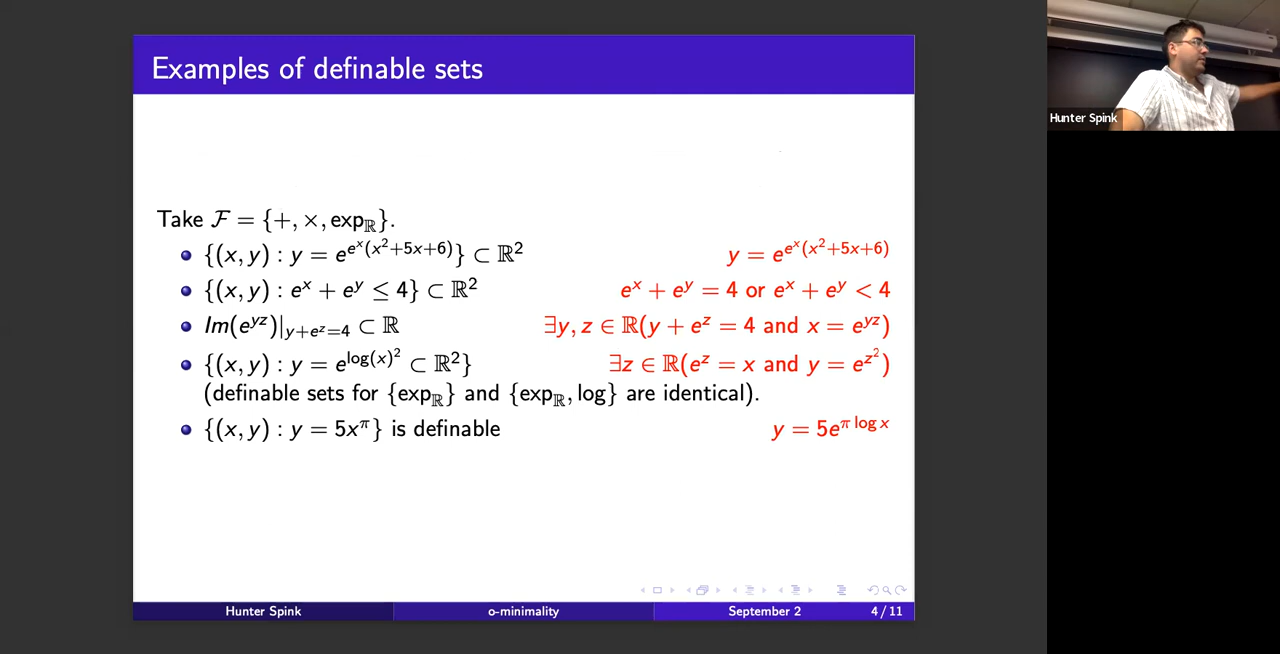 Examples of definable sets
Hunter Spink
Take ℱ = {+, ×, exp_ℝ}.
{(x, y) : y = e^{e^x(x^2+5x+6)}} ⊂ ℝ^2 y = e^{e^x(x^2+5x+6)}
{(x, y) : e^x + e^y ≤ 4} ⊂ ℝ^2 e^x + e^y = 4 or e^x + e^y < 4
Im(e^{yz})|_{y+e^z=4} ⊂ ℝ ∃y, z ∈ ℝ(y + e^z = 4 and x = e^{yz})
{(x, y) : y = e^{log(x)^2} ⊂ ℝ^2} ∃z ∈ ℝ(e^z = x and y = e^{z^2})
(definable sets for {exp_ℝ} and {exp_ℝ, log} are identical).
{(x, y) : y = 5x^π} is definable y = 5e^{π log x}
Hunter Spink o-minimality September 2 4 / 11